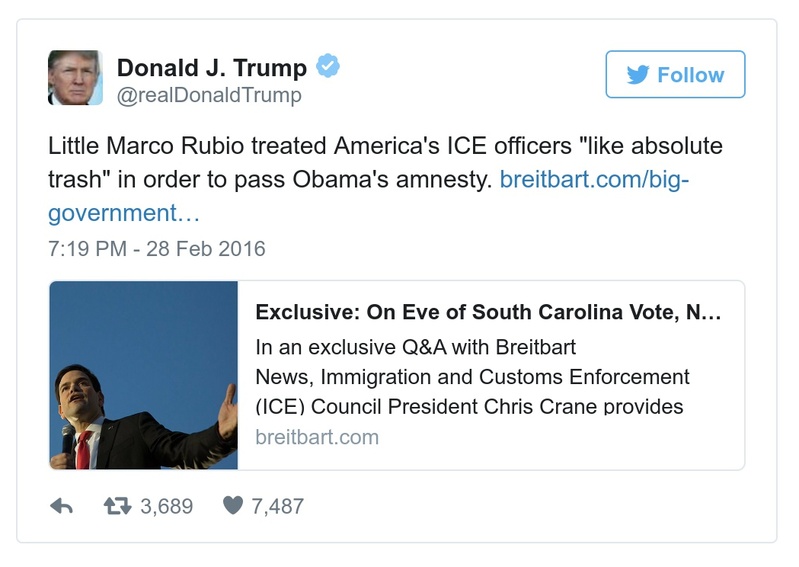 Donald J. Trump
@realDonaldTrump
Follow
Little Marco Rubio treated America's ICE officers "like absolute
trash" in order to pass Obama's amnesty. breitbart.com/big-
government…
7:19 PM - 28 Feb 2016
Exclusive: On Eve of South Carolina Vote, N…
In an exclusive Q&A with Breitbart
News, Immigration and Customs Enforcement
(ICE) Council President Chris Crane provides
breitbart.com
3,689
7,487